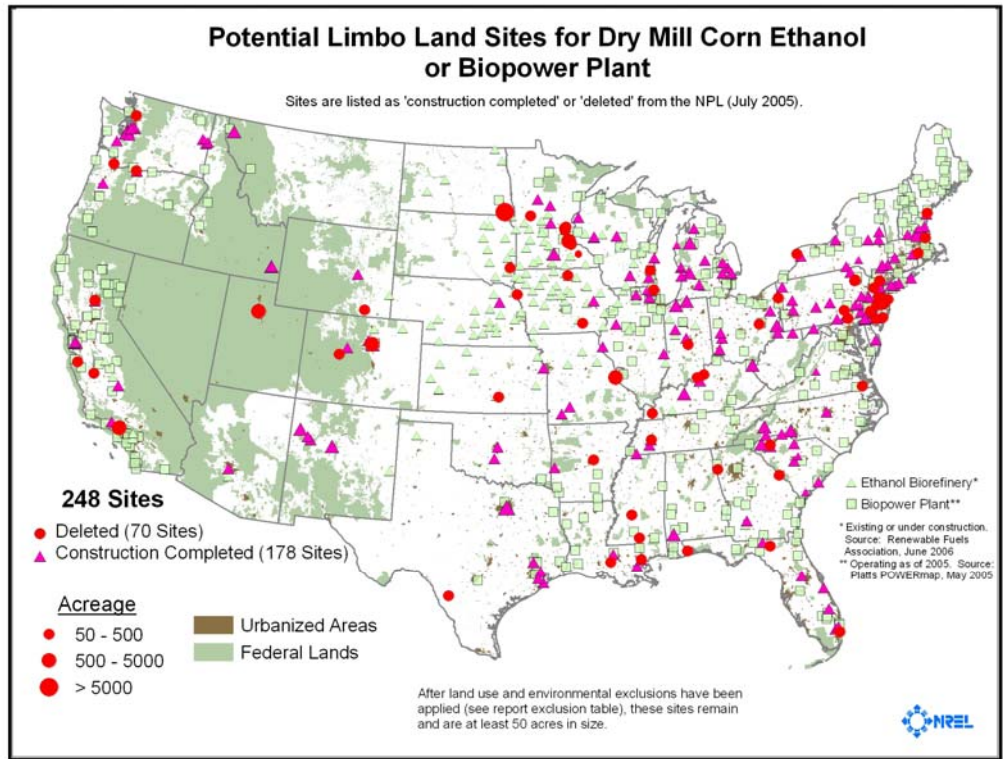 Potential Limbo Land Sites for Dry Mill Corn Ethanol
or Biopower Plant
Sites are listed as 'construction completed' or 'deleted' from the NPL (July 2005).
248 Sites
Deleted (70 Sites)
Construction Completed (178 Sites)
Acreage
50 - 500
500 - 5000
> 5000
Urbanized Areas
Federal Lands
Ethanol Biorefinery*
Biopower Plant**
* Existing or under construction.
Source: Renewable Fuels
Association, June 2006
** Operating as of 2005. Source:
Platts POWERmap, May 2005
After land use and environmental exclusions have been
applied (see report exclusion table), these sites remain
and are at least 50 acres in size.
NREL